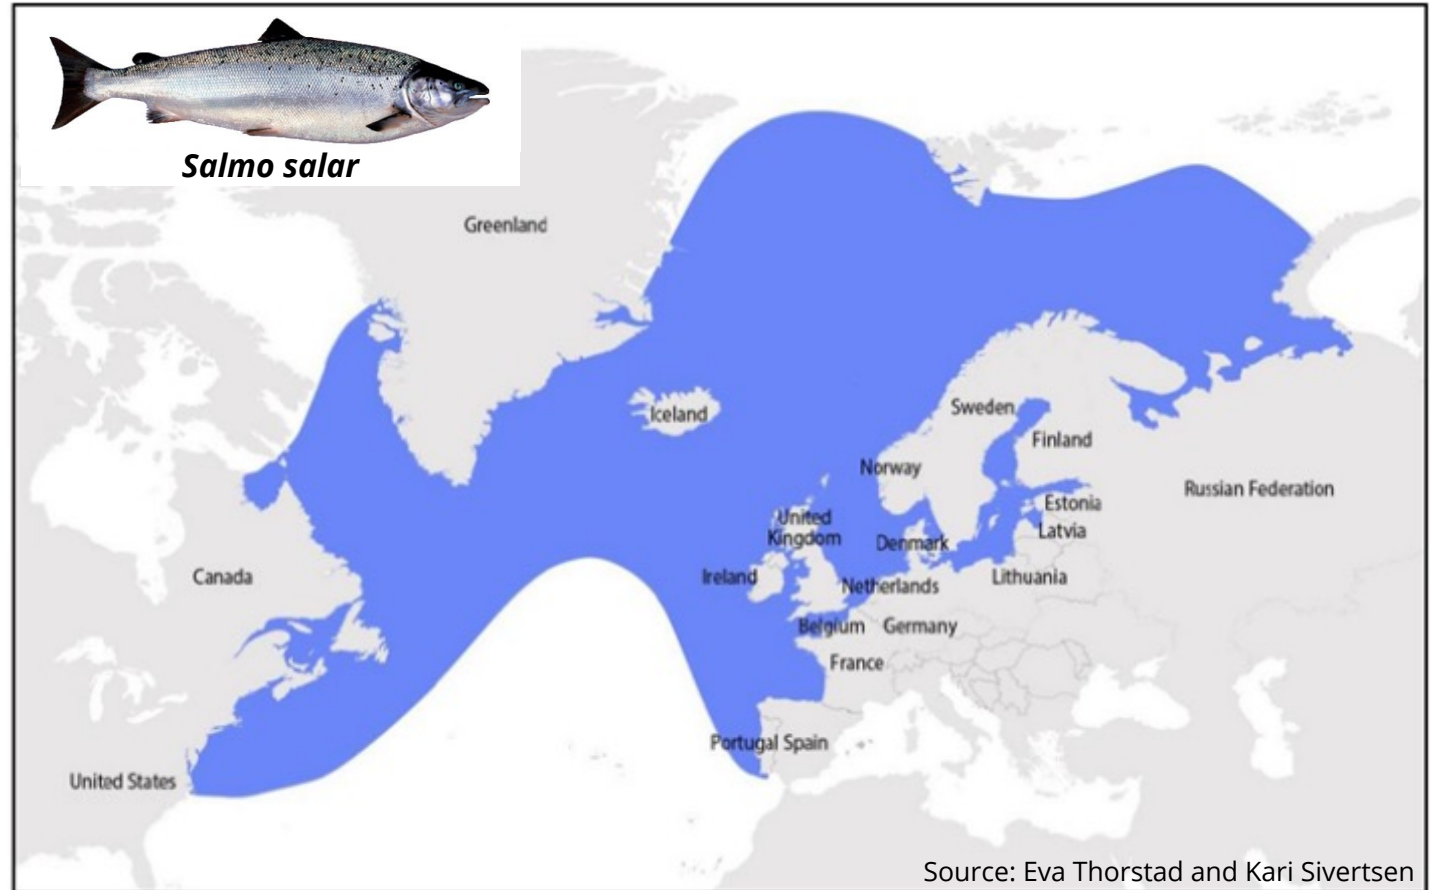 Salmo salar
Greenland
Iceland
Sweden
Finland
Norway
Russian Federation
Estonia
United
Kingdom
Latvia
Denmark
Canada
Ireland
Netherlands
Lithuania
Belgium
Germany
France
Portugal
Spain
United States
Source: Eva Thorstad and Kari Sivertsen